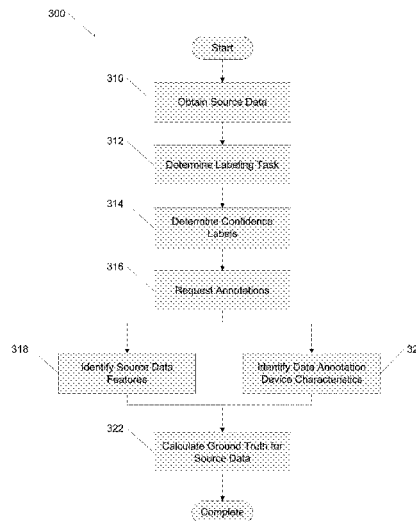 300
Start
310
Obtain Source Data
312
Determine Labeling Task
314
Determine Confidence
Labels
316
Request Annotations
318
Identify Source Data
Features
Identify Data Annotation
Device Characteristics
32
322
Calculate Ground Truth for
Source Data
Complete